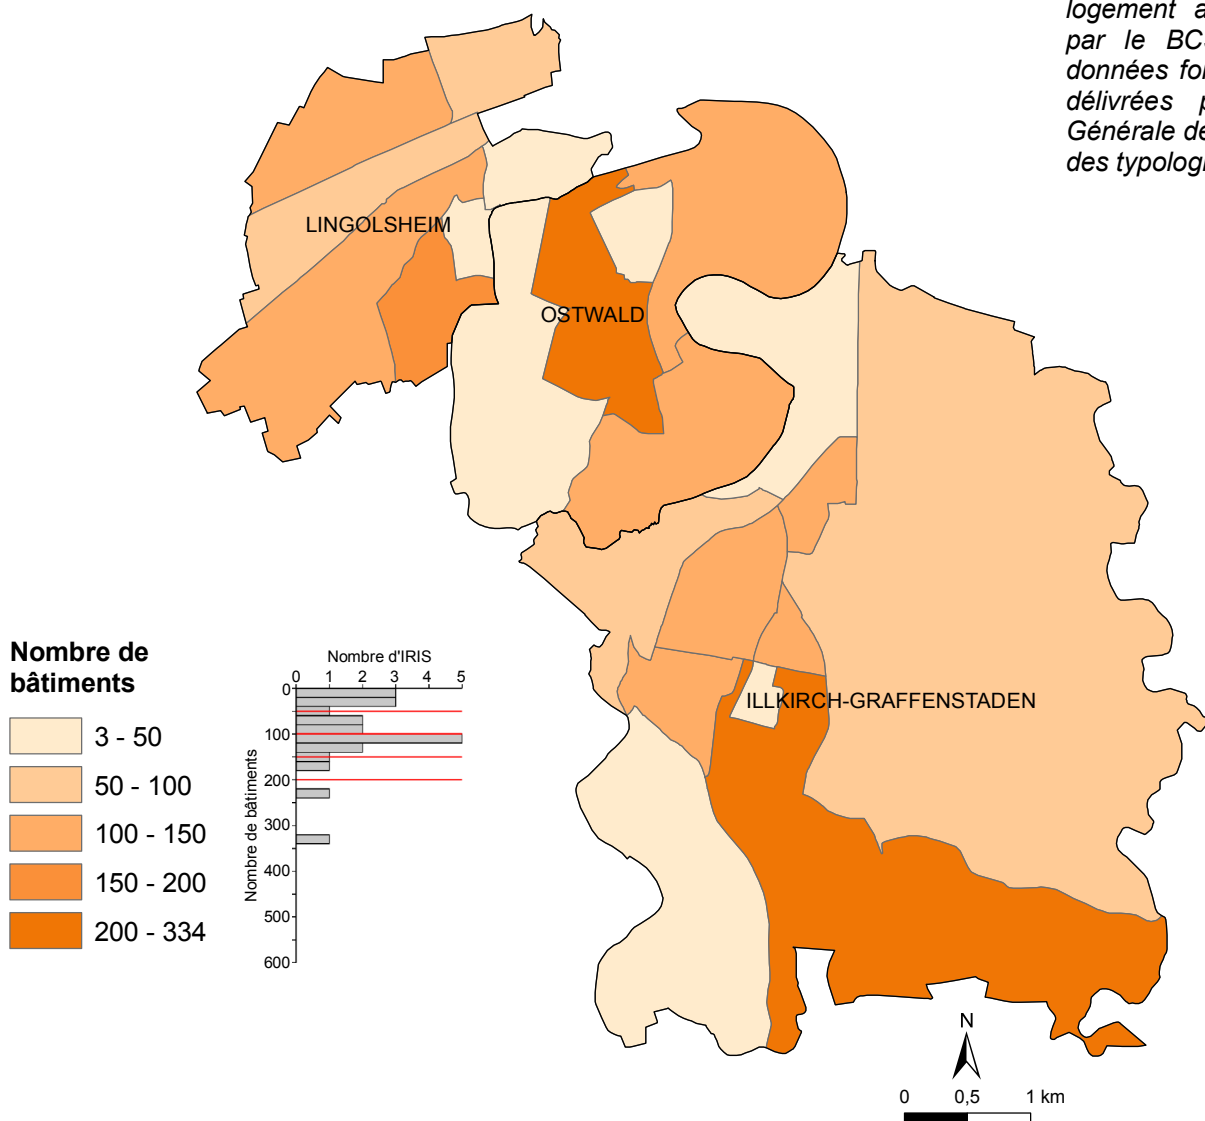 logement a
par le BC
données fo
délivrées p
Générale de
des typolog
LINGOLSHEIM
OSTWALD
ILLKIRCH-GRAFFENSTADEN
Nombre de
bâtiments
3 - 50
50 - 100
100 - 150
150 - 200
200 - 334
Nombre d'IRIS
0 1 2 3 4 5
Nombre de bâtiments
0
100
200
300
400
500
600
N
0 0,5 1 km